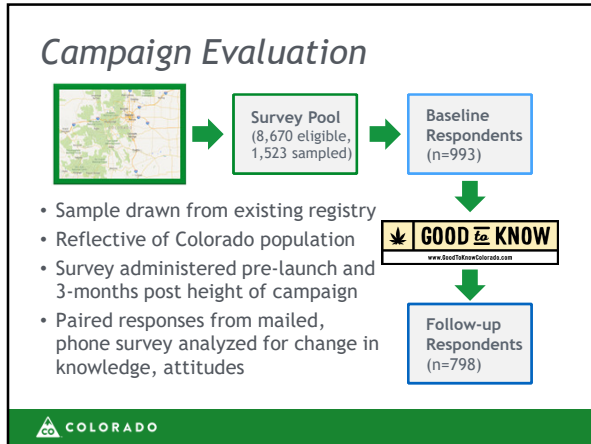 Campaign Evaluation
Survey Pool
(8,670 eligible,
1,523 sampled)
Baseline
Respondents
(n=993)
• Sample drawn from existing registry
• Reflective of Colorado population
• Survey administered pre-launch and
3-months post height of campaign
• Paired responses from mailed,
phone survey analyzed for change in
knowledge, attitudes
GOOD to KNOW
www.GoodToKnowColorado.com
Follow-up
Respondents
(n=798)
CO COLORADO